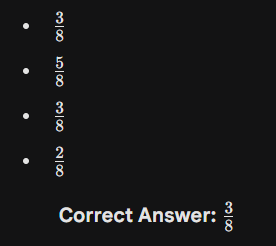 • 3/8
• 5/8
• 3/8
• 2/8
Correct Answer: 3/8